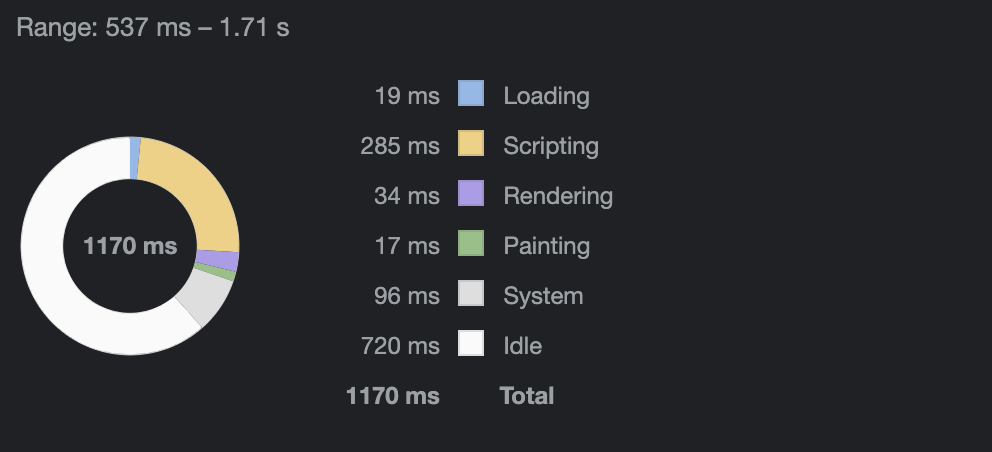 Range: 537 ms – 1.71 s
19 ms Loading
285 ms Scripting
34 ms Rendering
1170 ms
17 ms Painting
96 ms System
720 ms Idle
1170 ms Total